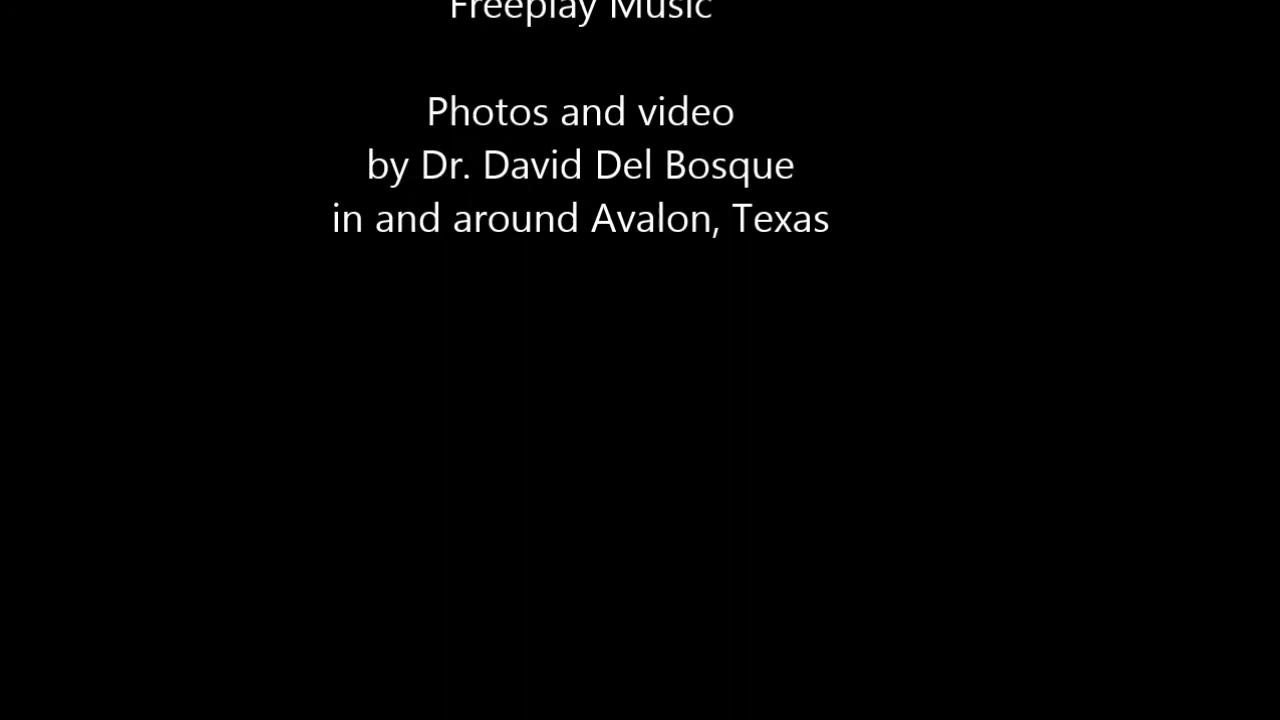 Freeplay Music
Photos and video
by Dr. David Del Bosque
in and around Avalon, Texas